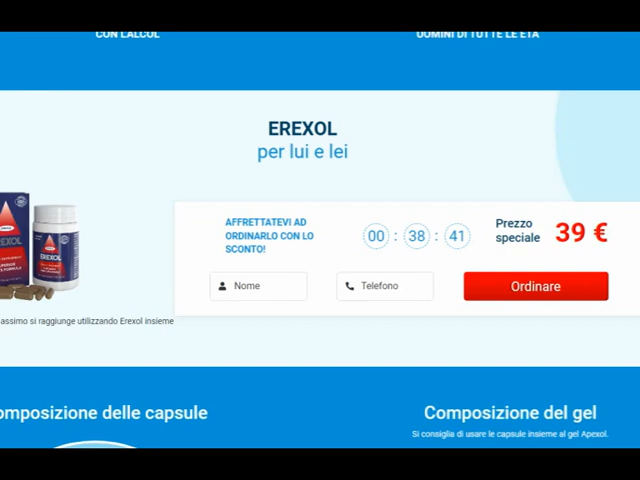 CON L'ALCOL
UOMINI DI TUTTE LE ETÀ
EREXOL
per lui e lei
AFFRETTATEVI AD
ORDINARLO CON LO
SCONTO!
00 : 38 : 41
Prezzo
speciale
39 €
Nome
Telefono
Ordinare
EREXOL
assimo si raggiunge utilizzando Erexol insieme
omposizione delle capsule
Composizione del gel
Si consiglia di usare le capsule insieme al gel Apexol.